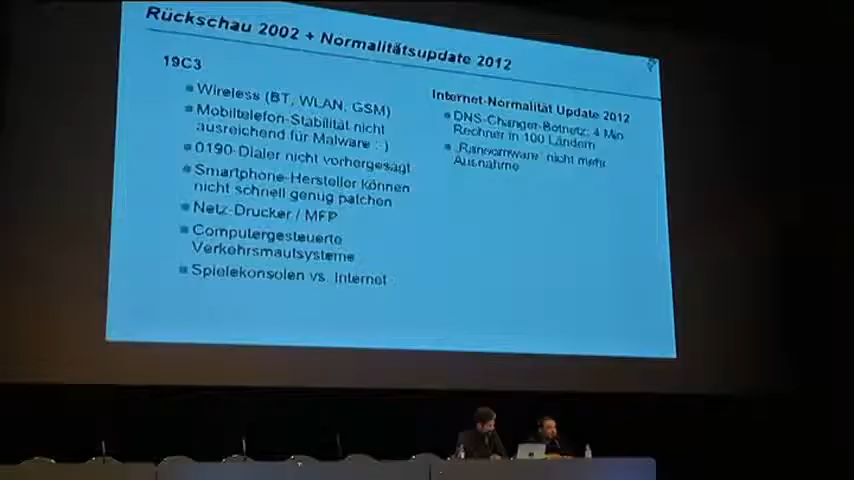 Rückschau 2002 + Normalitätsupdate 2012
19C3
Wireless (BT, WLAN, GSM)
Mobiltelefon-Stabilität nicht
ausreichend für Malware :-)
0190-Dialer nicht vorhergesagt
Smartphone-Hersteller können
nicht schnell genug patchen
Netz-Drucker / MFP
Computergesteuerte
Verkehrsmautsysteme
Spielekonsolen vs. Internet
Internet-Normalität Update 2012
DNS-Changer-Botnetz: 4 Mio
Rechner in 100 Ländern
„Ransomware“ nicht mehr
Ausnahme